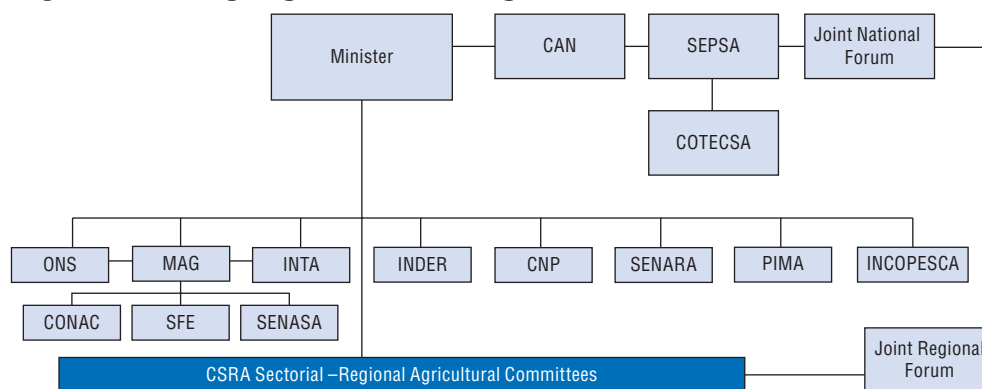 Minister
CAN
SEPSA
Joint National
Forum
COTECSA
ONS
MAG
INTA
INDER
CNP
SENARA
PIMA
INCOPESCA
CONAC
SFE
SENASA
CSRA Sectorial –Regional Agricultural Committees
Joint Regional
Forum